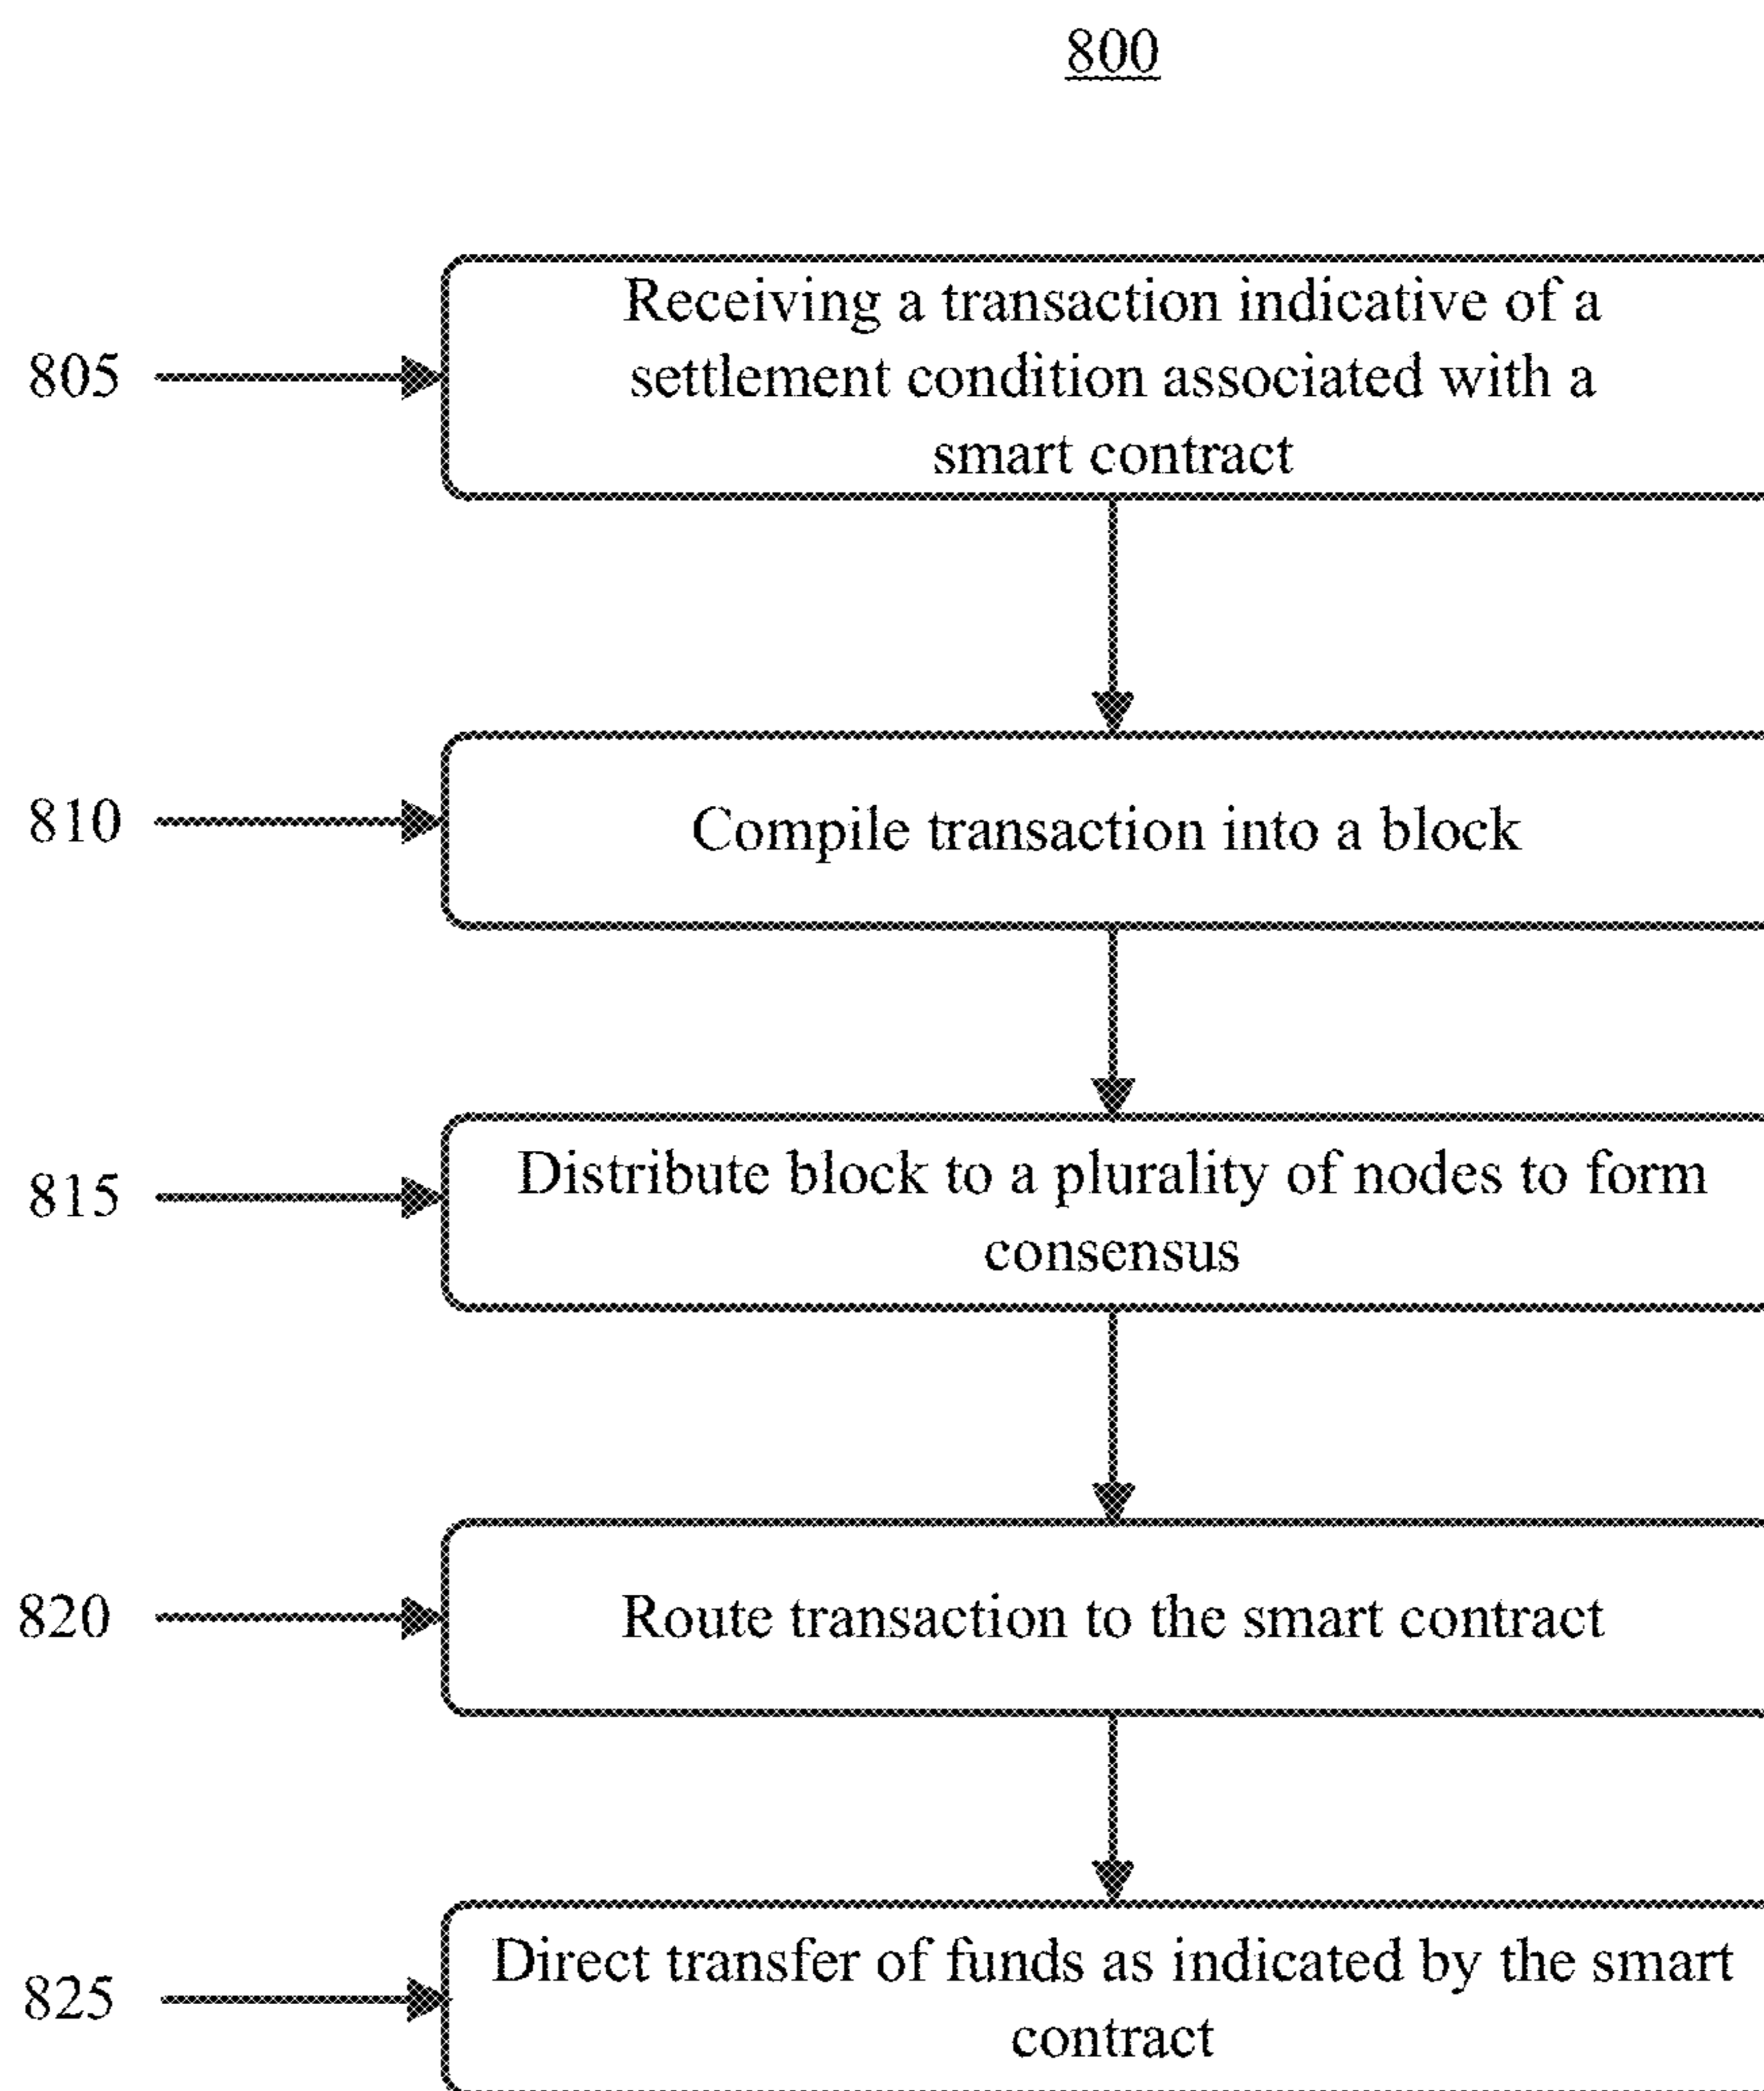 800
805
Receiving a transaction indicative of a
settlement condition associated with a
smart contract
810
Compile transaction into a block
815
Distribute block to a plurality of nodes to form
consensus
820
Route transaction to the smart contract
825
Direct transfer of funds as indicated by the smart
contract